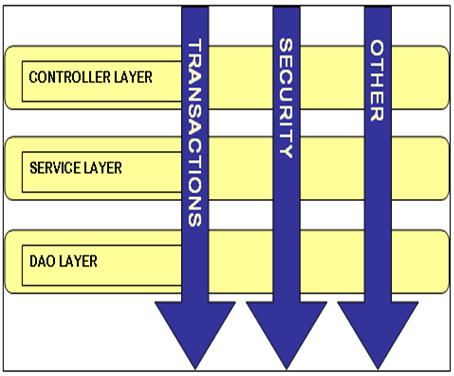 CONTROLLER LAYER
SERVICE LAYER
DAO LAYER
TRANSACTIONS
SECURITY
OTHER